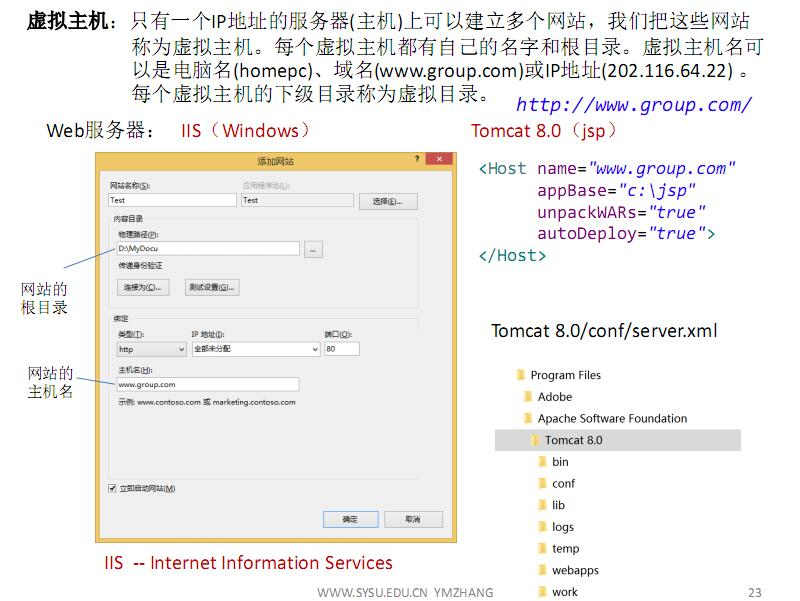 虚拟主机：只有一个IP地址的服务器(主机)上可以建立多个网站，我们把这些网站
称为虚拟主机。每个虚拟主机都有自己的名字和根目录。虚拟主机名可
以是电脑名(homepc)、域名(www.group.com)或IP地址(202.116.64.22) 。
每个虚拟主机的下级目录称为虚拟目录。
http://www.group.com/
Web服务器： IIS（Windows）
Tomcat 8.0（jsp）
添加网站
? ×
网站名称(S):
应用程序池(L):
Test
Test
选择(E)...
内容目录
物理路径(P):
D:\MyDocu
...
传递身份验证
连接为(C)...
测试设置(G)...
绑定
类型(T):
IP 地址(I):
端口(O):
http
全部未分配
80
主机名(H):
www.group.com
示例: www.contoso.com 或 marketing.contoso.com
立即启动网站(M)
确定
取消
网站的
根目录
网站的
主机名
IIS -- Internet Information Services
<Host name="www.group.com"
appBase="c:\jsp"
unpackWARs="true"
autoDeploy="true">
</Host>
Tomcat 8.0/conf/server.xml
Program Files
Adobe
Apache Software Foundation
Tomcat 8.0
bin
conf
lib
logs
temp
webapps
work
WWW.SYSU.EDU.CN YMZHANG
23